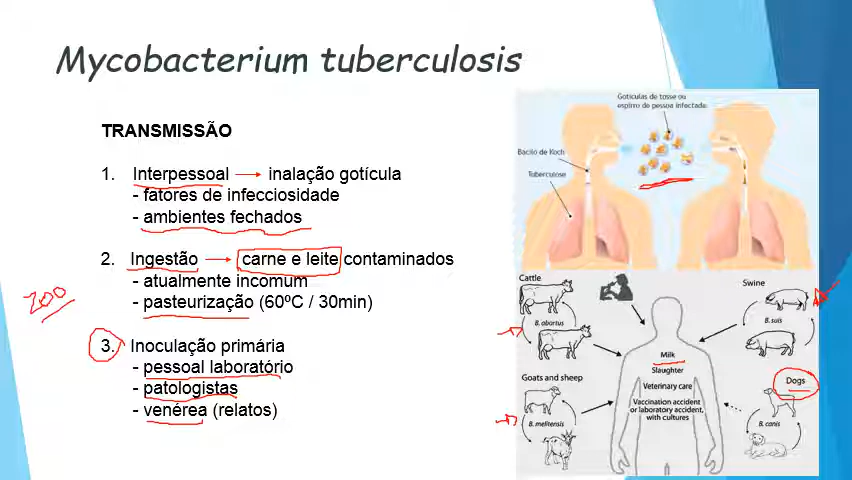 Mycobacterium tuberculosis
TRANSMISSÃO
1. Interpessoal → inalação gotícula
- fatores de infecciosidade
- ambientes fechados
2. Ingestão → carne e leite contaminados
- atualmente incomum
- pasteurização (60ºC / 30min)
3. Inoculação primária
- pessoal laboratório
- patologistas
- venérea (relatos)
ZOO
Gotículas de tosse ou
espirro de pessoa infectada
Bacilo de Koch
Tuberculose
Cattle
B. abortus
Swine
B. suis
Goats and sheep
B. melitensis
Dogs
B. canis
Milk
Slaughter
Veterinary care
Vaccination accident
or laboratory accident,
with cultures